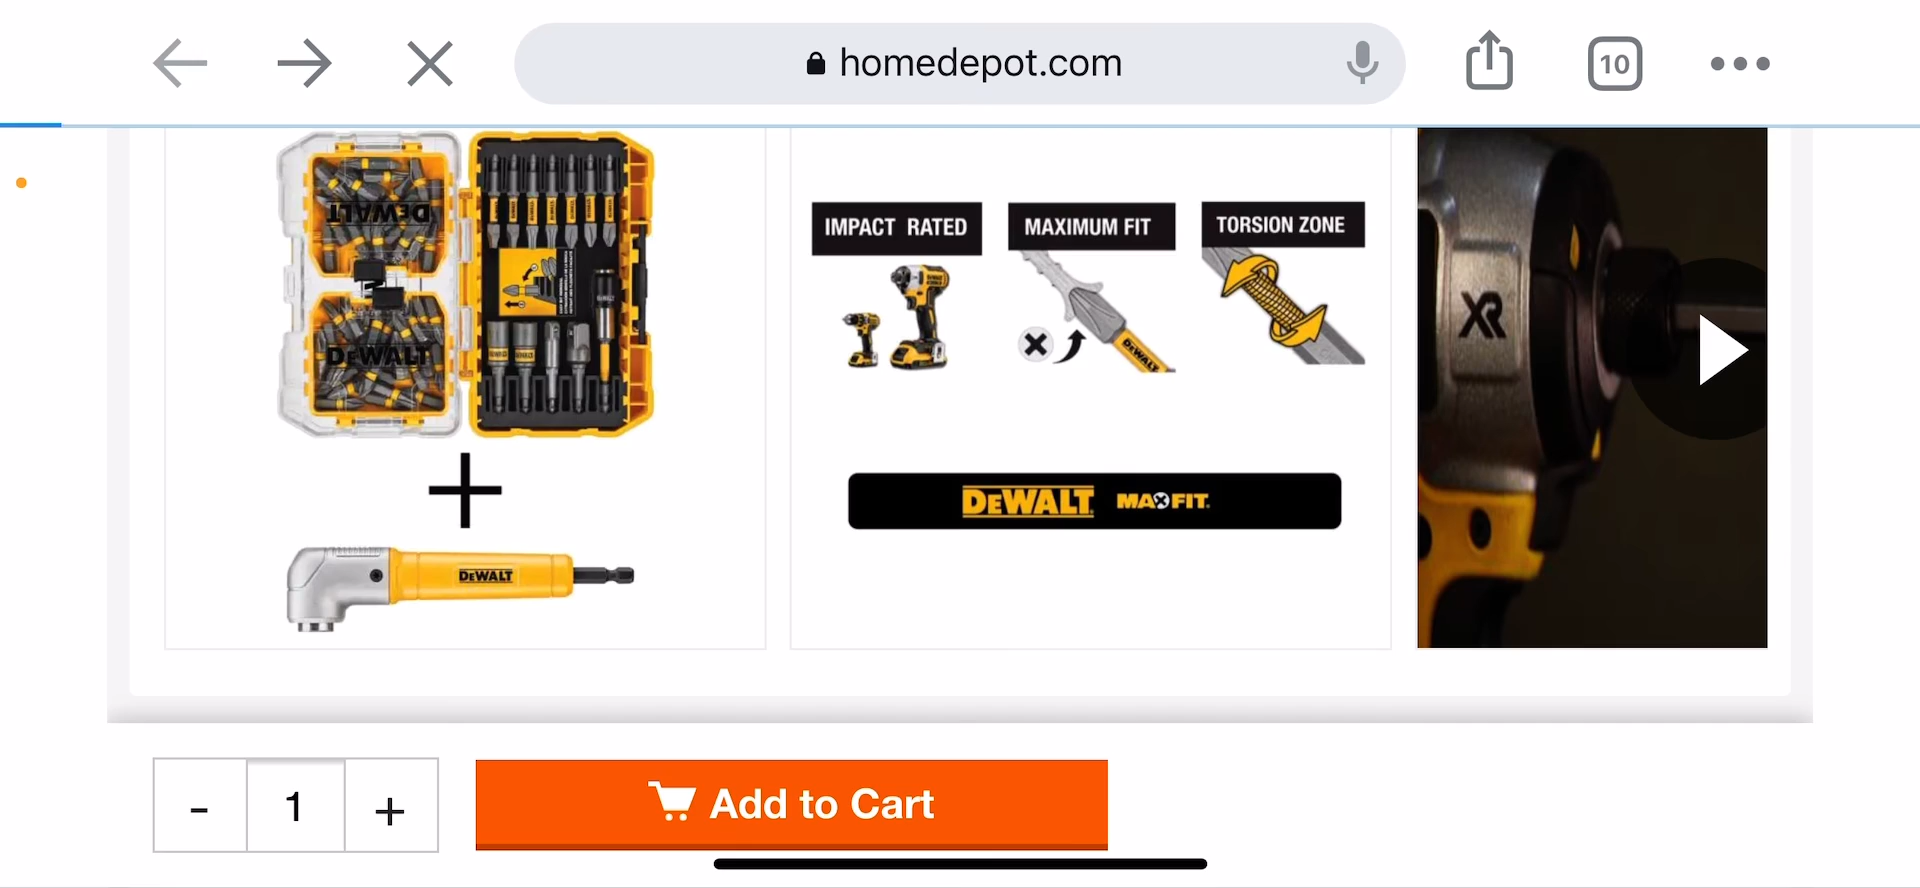 homedepot.com
10
DEWALT
DEWALT
IMPACT RATED
MAXIMUM FIT
TORSION ZONE
DEWALT
XR
DEWALT MAXFIT.
DEWALT
- 1 +
Add to Cart